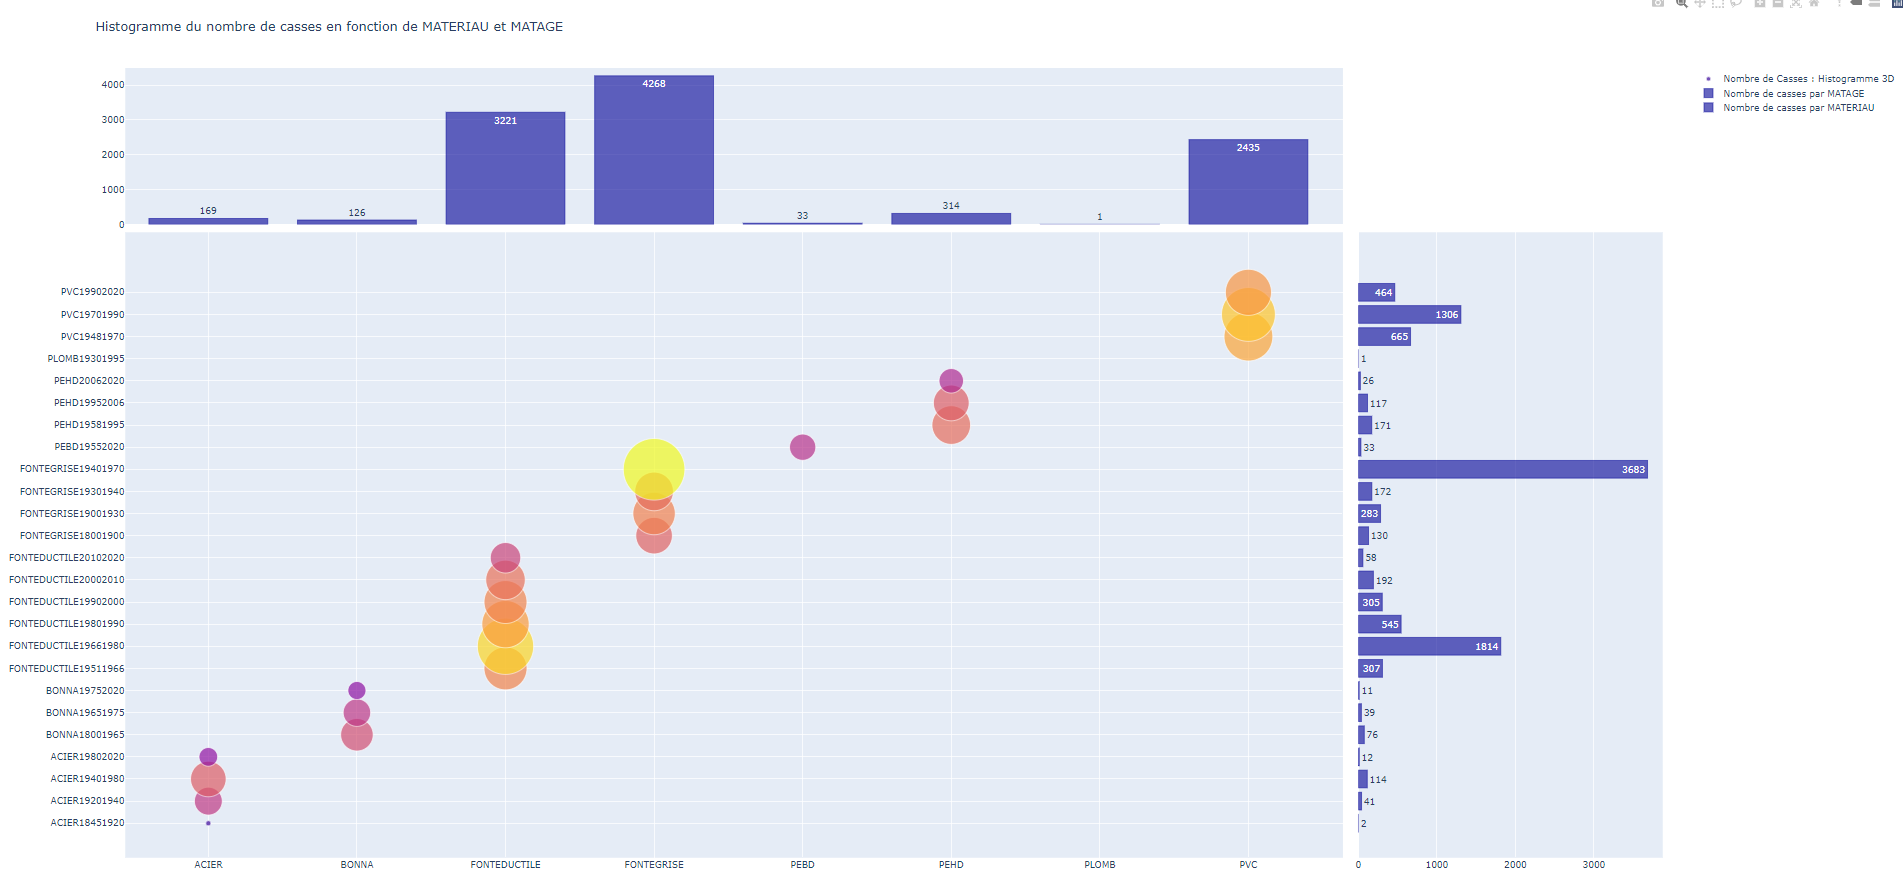 Histogramme du nombre de casses en fonction de MATERIAU et MATAGE
Nombre de Casses : Histogramme 3D
Nombre de casses par MATAGE
Nombre de casses par MATERIAU
4000
3000
2000
1000
0
169
126
3221
4268
33
314
1
2435
PVC19902020
PVC19701990
PVC19481970
PLOMB19301995
PEHD20062020
PEHD19952006
PEHD19581995
PEBD19552020
FONTEGRISE19401970
FONTEGRISE19301940
FONTEGRISE19001930
FONTEGRISE18001900
FONTEDUCTILE20102020
FONTEDUCTILE20002010
FONTEDUCTILE19902000
FONTEDUCTILE19801990
FONTEDUCTILE19661980
FONTEDUCTILE19511966
BONNA19752020
BONNA19651975
BONNA18001965
ACIER19802020
ACIER19401980
ACIER19201940
ACIER18451920
ACIER
BONNA
FONTEDUCTILE
FONTEGRISE
PEBD
PEHD
PLOMB
PVC
464
1306
665
1
26
117
171
33
3683
172
283
130
58
192
305
545
1814
307
11
39
76
12
114
41
2
0
1000
2000
3000